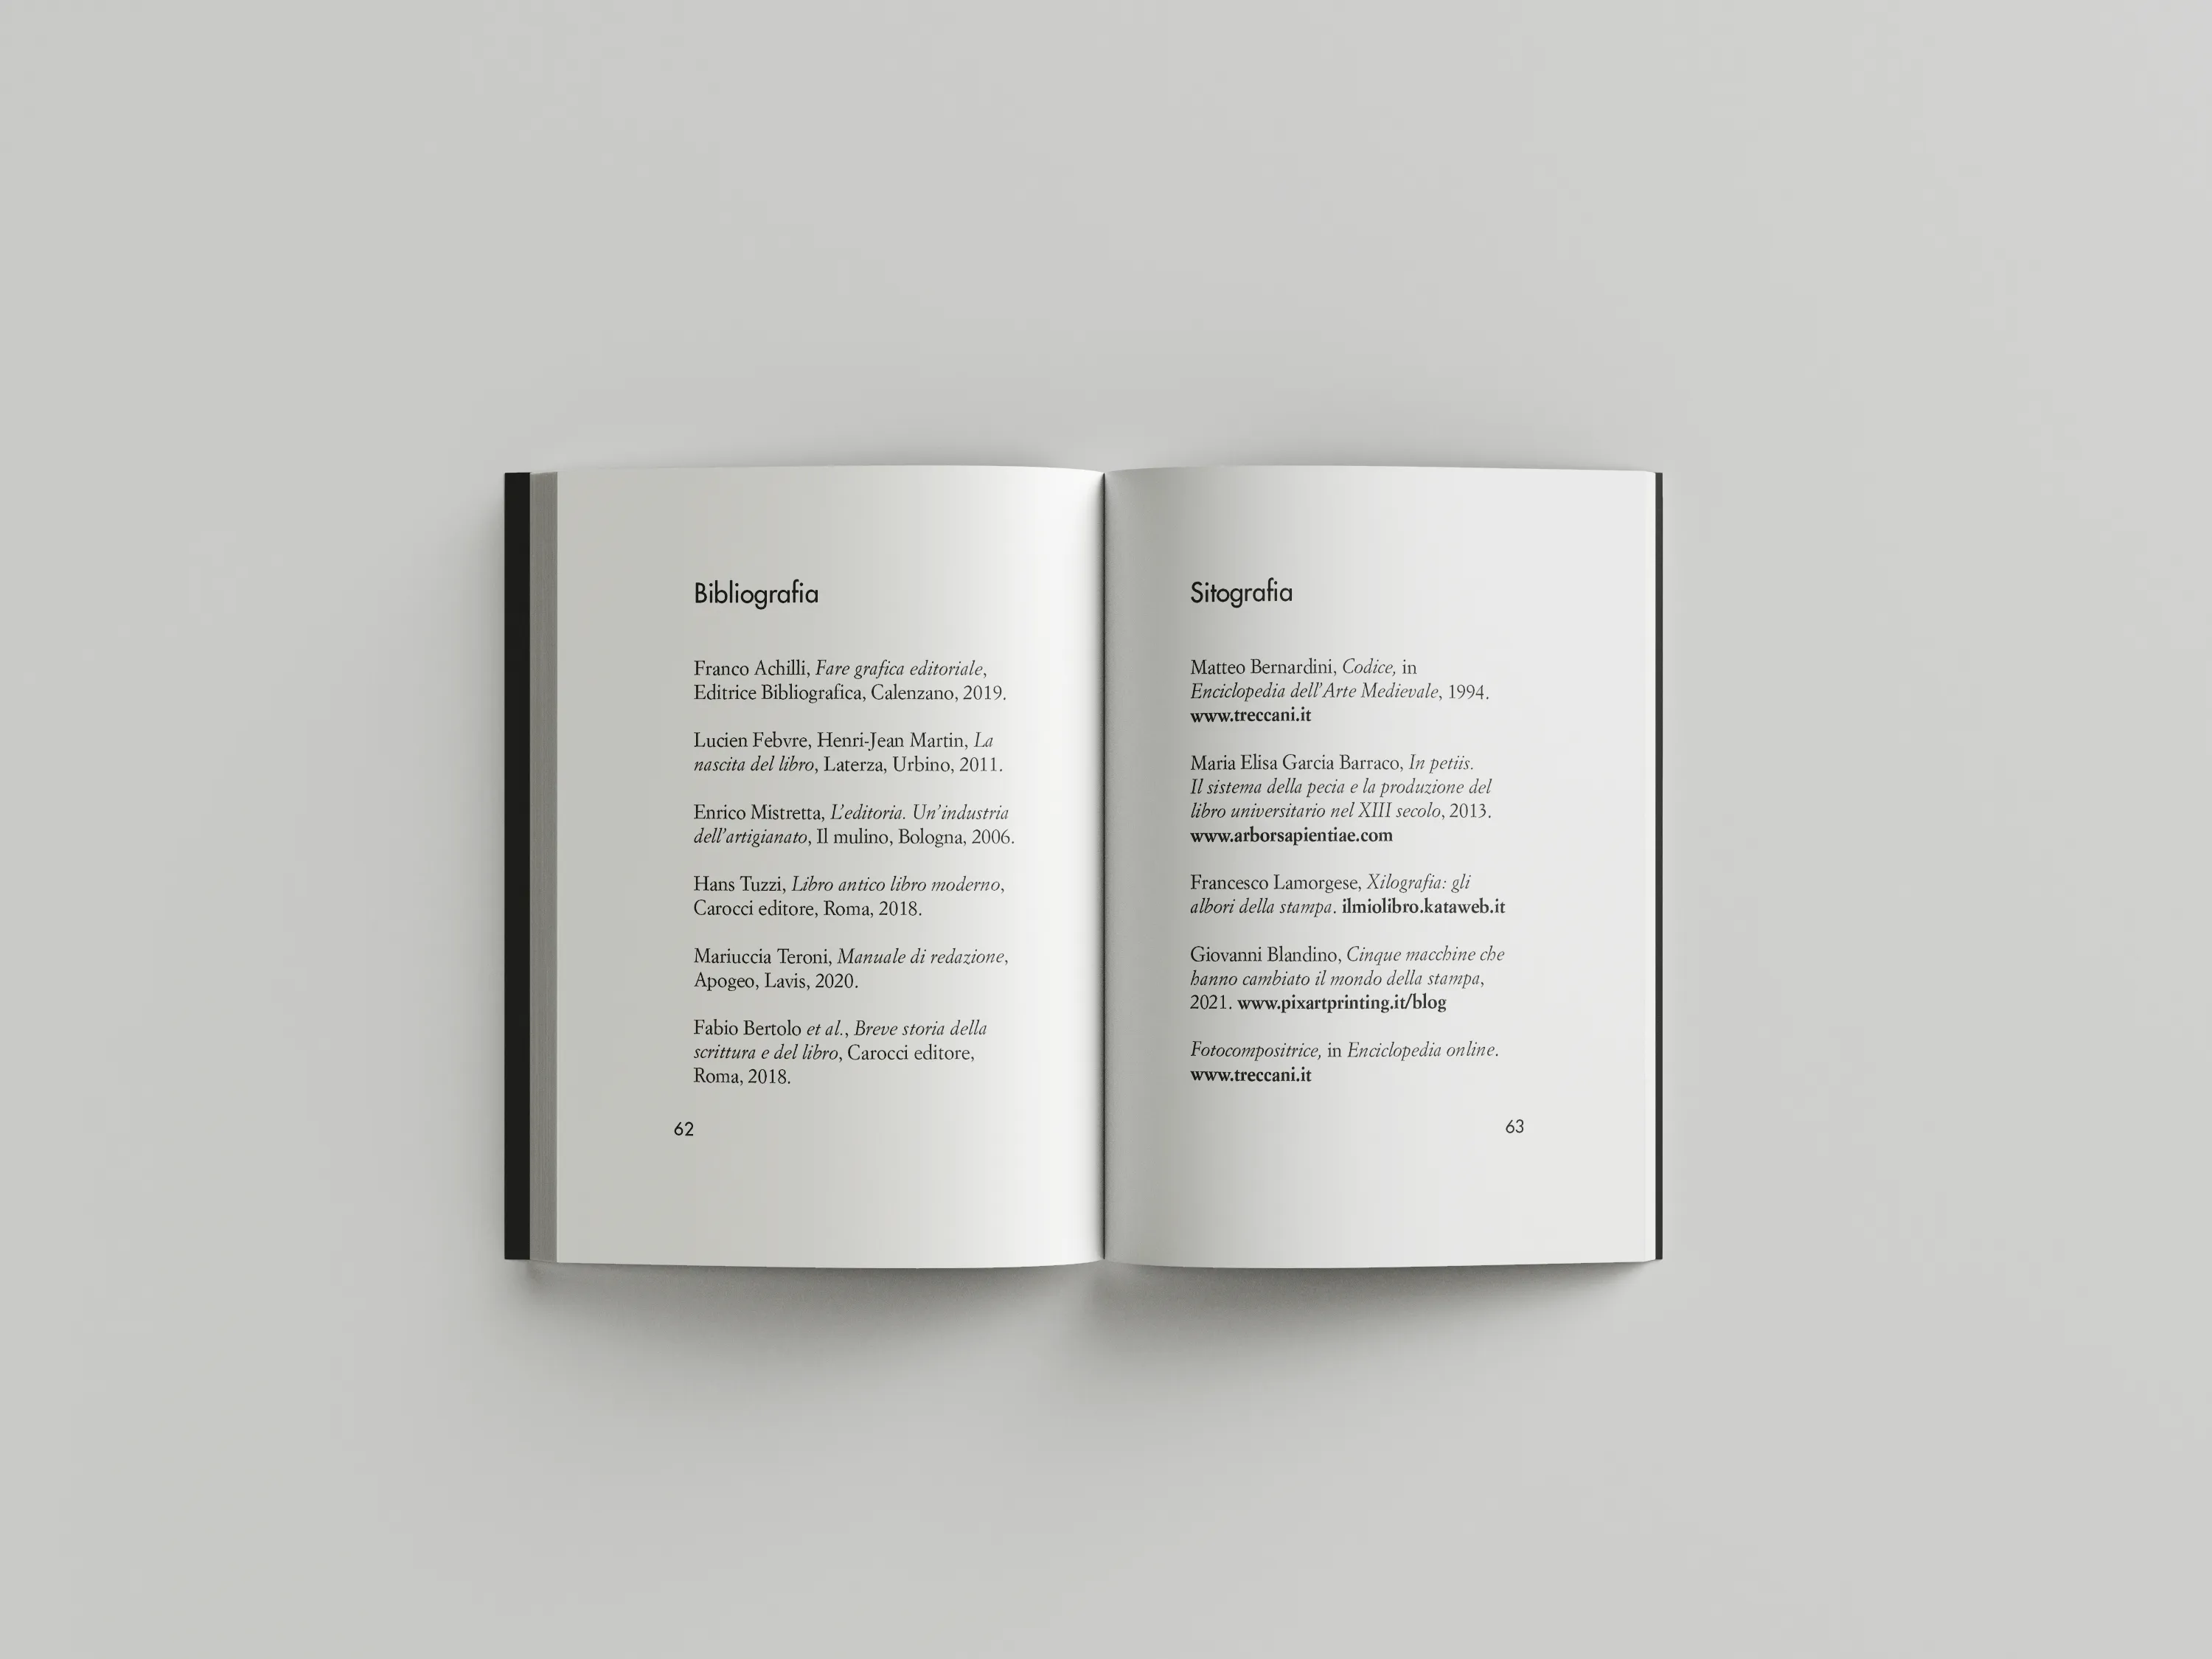 Bibliografia
Franco Achilli, Fare grafica editoriale,
Editrice Bibliografica, Calenzano, 2019.
Lucien Febvre, Henri-Jean Martin, La
nascita del libro, Laterza, Urbino, 2011.
Enrico Mistretta, L'editoria. Un'industria
dell'artigianato, Il mulino, Bologna, 2006.
Hans Tuzzi, Libro antico libro moderno,
Carocci editore, Roma, 2018.
Mariuccia Teroni, Manuale di redazione,
Apogeo, Lavis, 2020.
Fabio Bertolo et al., Breve storia della
scrittura e del libro, Carocci editore,
Roma, 2018.
62
Sitografia
Matteo Bernardini, Codice, in
Enciclopedia dell'Arte Medievale, 1994.
www.treccani.it
Maria Elisa Garcia Barraco, In petiis.
Il sistema della pecia e la produzione del
libro universitario nel XIII secolo, 2013.
www.arborsapientiae.com
Francesco Lamorgese, Xilografia: gli
albori della stampa. ilmiolibro.kataweb.it
Giovanni Blandino, Cinque macchine che
hanno cambiato il mondo della stampa,
2021. www.pixartprinting.it/blog
Fotocompositrice, in Enciclopedia online.
www.treccani.it
63